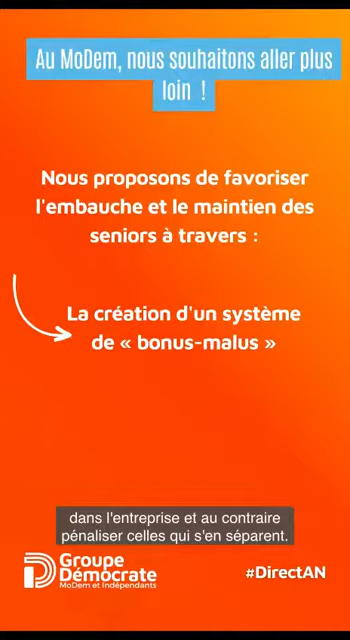 Au MoDem, nous souhaitons aller plus
loin !
Nous proposons de favoriser
l'embauche et le maintien des
seniors à travers :
La création d'un système
de « bonus-malus »
dans l'entreprise et au contraire
pénaliser celles qui s'en séparent.
Groupe
Démocrate
MoDem et Indépendants
#DirectAN